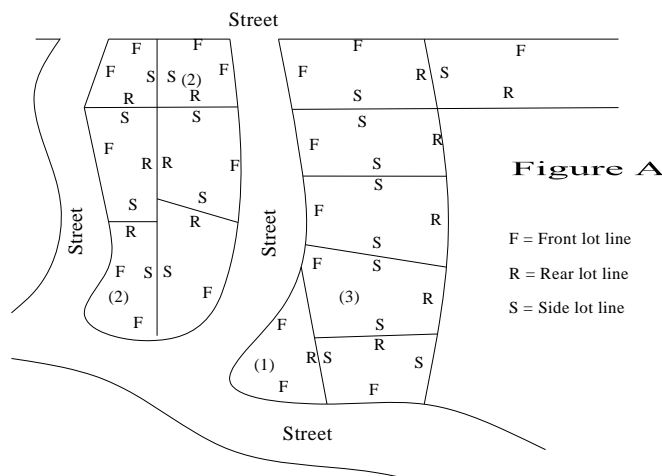 Street
F F F F
F S S (2) F F R S
R R S R
S S F
F R R F F R
S
S S S
R R F R
Street Street
S
F S S F S
(2) F (3) R
F F S
R
(1) R S S
F F
Street
Figure A
F = Front lot line
R = Rear lot line
S = Side lot line